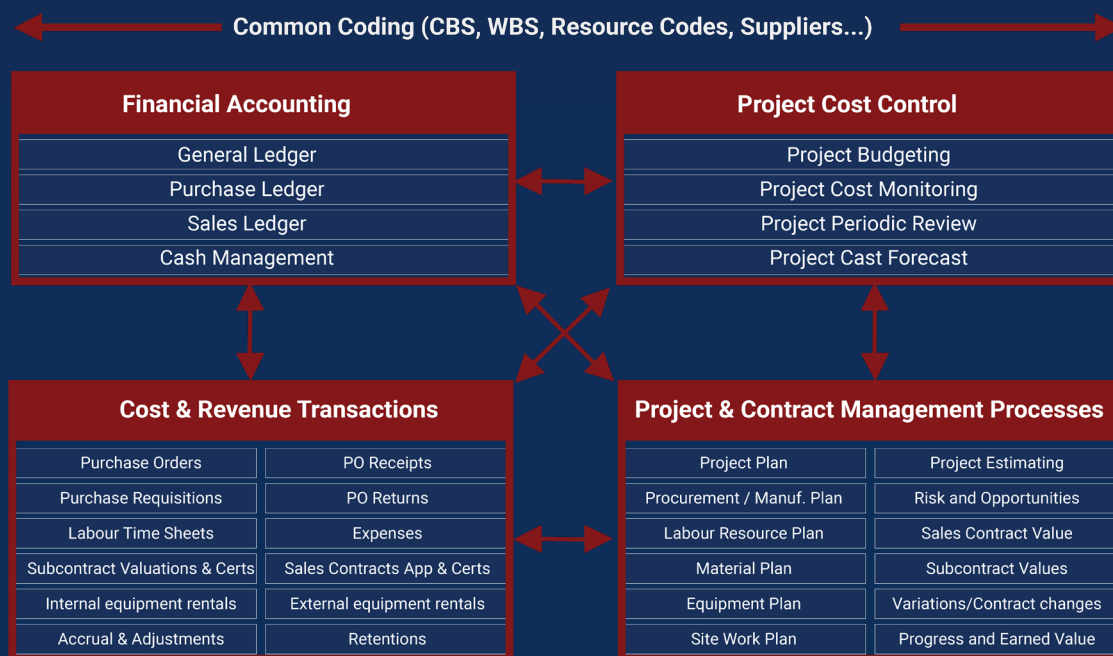 Common Coding (CBS, WBS, Resource Codes, Suppliers...)
Financial Accounting
General Ledger
Purchase Ledger
Sales Ledger
Cash Management
Project Cost Control
Project Budgeting
Project Cost Monitoring
Project Periodic Review
Project Cast Forecast
Cost & Revenue Transactions
Purchase Orders
PO Receipts
Purchase Requisitions
PO Returns
Labour Time Sheets
Expenses
Subcontract Valuations & Certs
Sales Contracts App & Certs
Internal equipment rentals
External equipment rentals
Accrual & Adjustments
Retentions
Project & Contract Management Processes
Project Plan
Project Estimating
Procurement / Manuf. Plan
Risk and Opportunities
Labour Resource Plan
Sales Contract Value
Material Plan
Subcontract Values
Equipment Plan
Variations/Contract changes
Site Work Plan
Progress and Earned Value